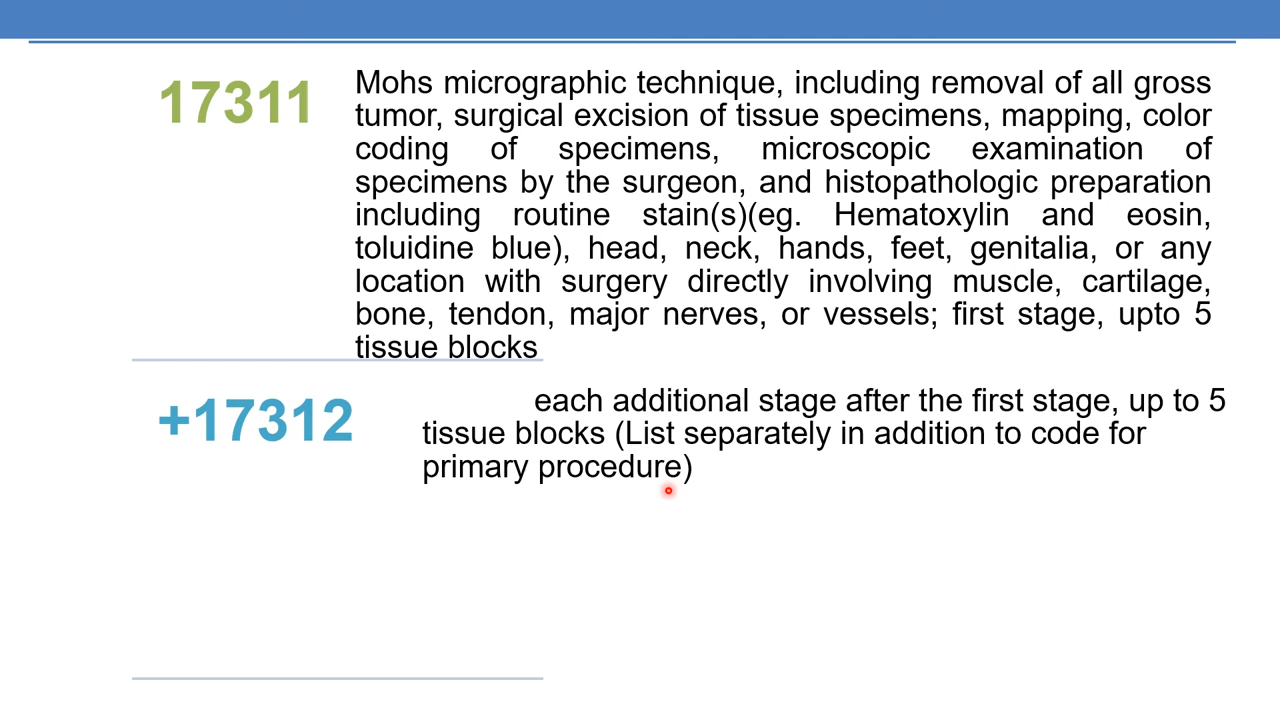 17311
Mohs micrographic technique, including removal of all gross
tumor, surgical excision of tissue specimens, mapping, color
coding of specimens, microscopic examination of
specimens by the surgeon, and histopathologic preparation
including routine stain(s)(eg. Hematoxylin and eosin,
toluidine blue), head, neck, hands, feet, genitalia, or any
location with surgery directly involving muscle, cartilage,
bone, tendon, major nerves, or vessels; first stage, upto 5
tissue blocks
+17312
each additional stage after the first stage, up to 5
tissue blocks (List separately in addition to code for
primary procedure)